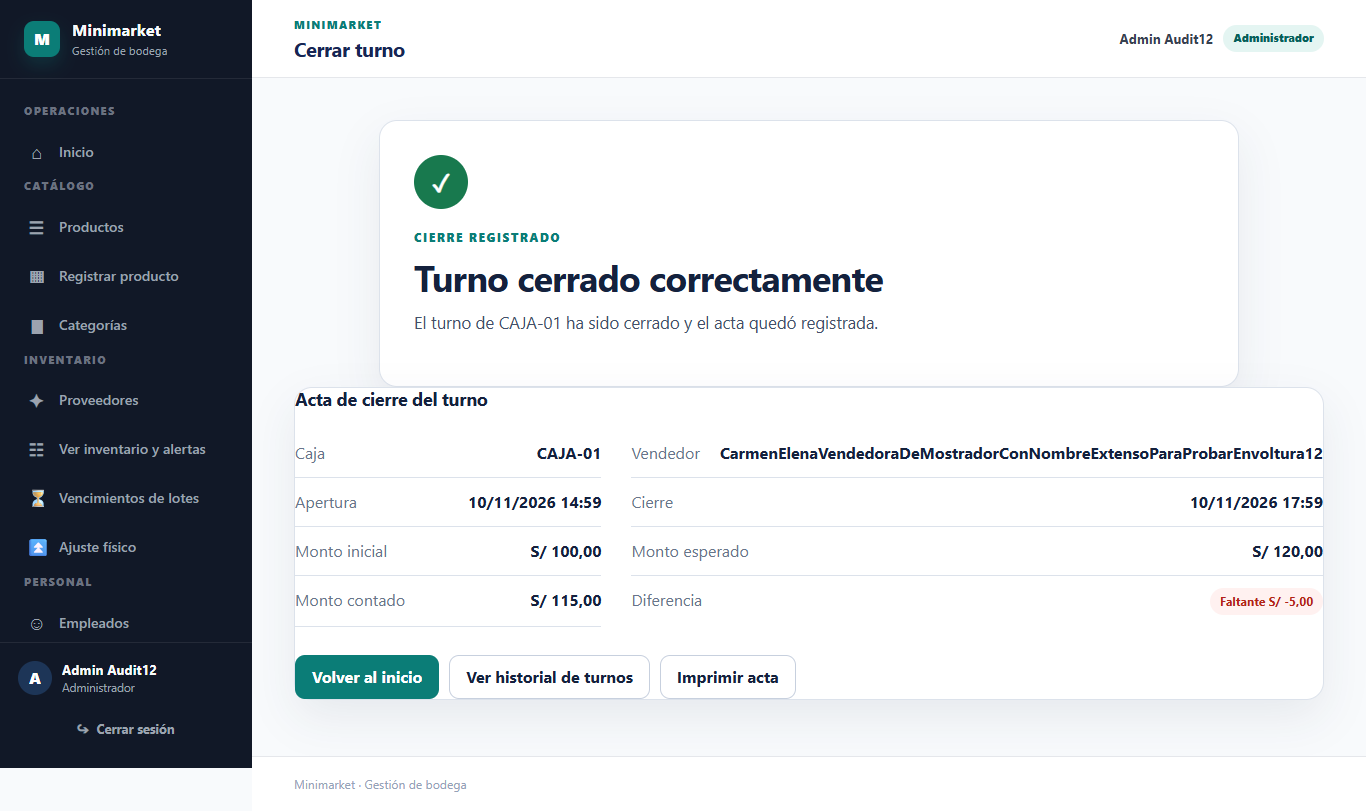 M
Minimarket
Gestión de bodega
OPERACIONES
Inicio
CATÁLOGO
Productos
Registrar producto
Categorías
INVENTARIO
Proveedores
Ver inventario y alertas
Vencimientos de lotes
Ajuste físico
PERSONAL
Empleados
A
Admin Audit12
Administrador
Cerrar sesión
MINIMARKET
Cerrar turno
Admin Audit12 Administrador
CIERRE REGISTRADO
Turno cerrado correctamente
El turno de CAJA-01 ha sido cerrado y el acta quedó registrada.
Acta de cierre del turno
Caja CAJA-01 Vendedor CarmenElenaVendedoraDeMostradorConNombreExtensoParaProbarEnvoltura12
Apertura 10/11/2026 14:59 Cierre 10/11/2026 17:59
Monto inicial S/ 100,00 Monto esperado S/ 120,00
Monto contado S/ 115,00 Diferencia Faltante S/ -5,00
Volver al inicio Ver historial de turnos Imprimir acta
Minimarket · Gestión de bodega